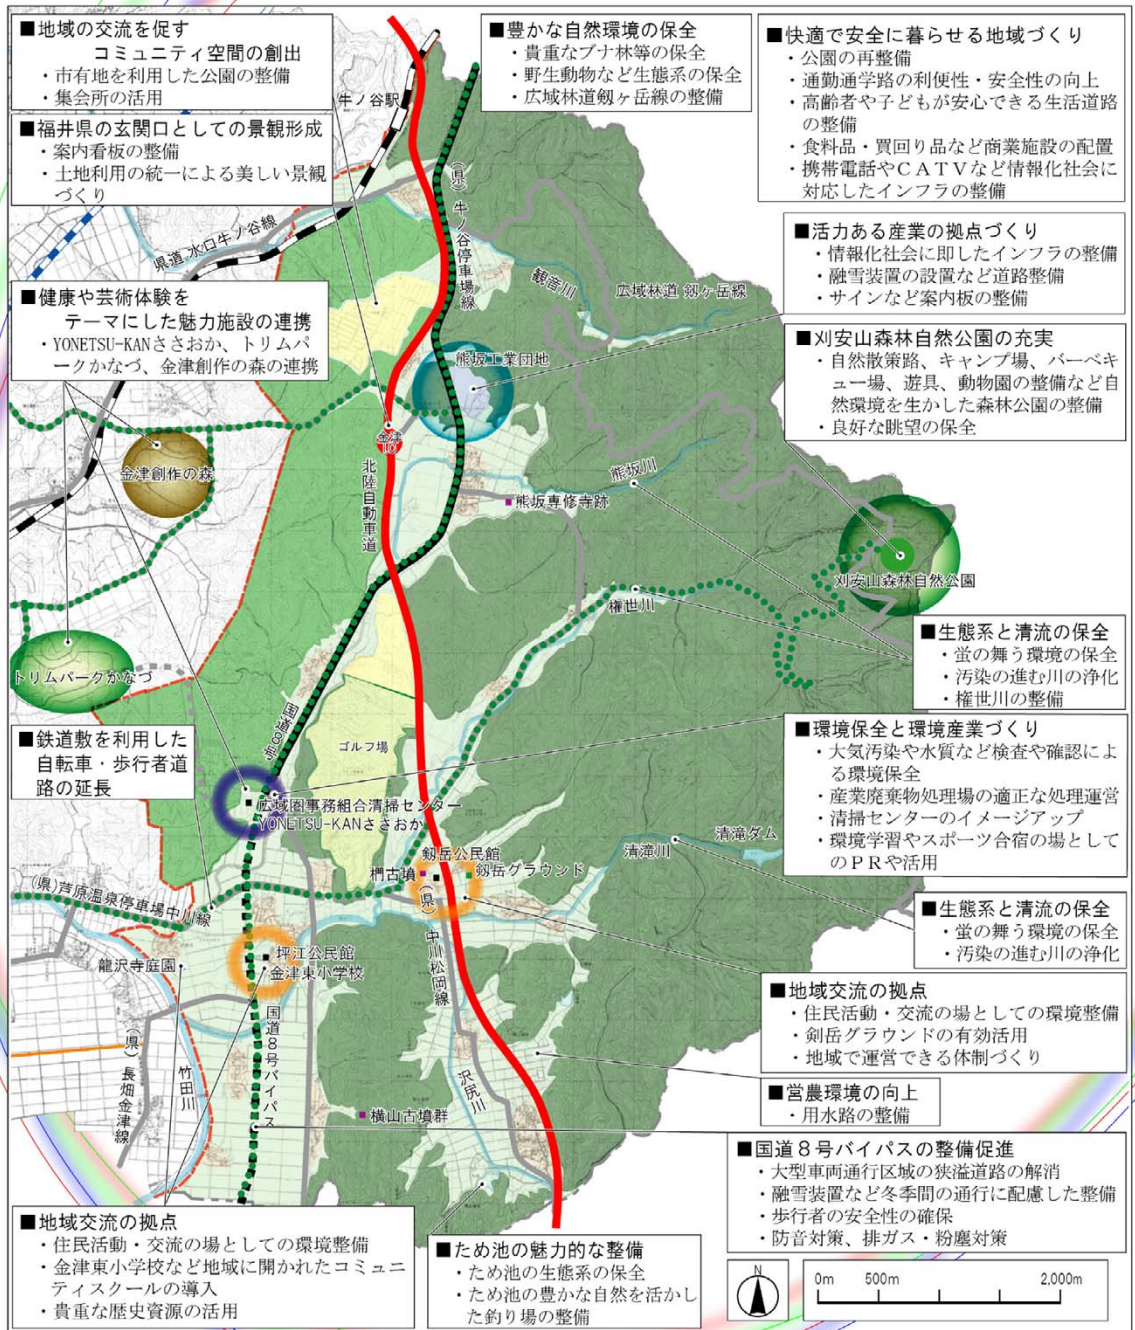 ■地域の交流を促す
コミュニティ空間の創出
・市有地を利用した公園の整備
・集会所の活用
■福井県の玄関口としての景観形成
・案内看板の整備
・土地利用の統一による美しい景観
づくり
■健康や芸術体験を
テーマにした魅力施設の連携
・YONETSU-KANささおか、トリムパ
ークかなづ、金津創作の森の連携
■鉄道敷を利用した
自転車・歩行者道
路の延長
■地域交流の拠点
・住民活動・交流の場としての環境整備
・金津東小学校など地域に開かれたコミュニ
ティスクールの導入
・貴重な歴史資源の活用
■豊かな自然環境の保全
・貴重なブナ林等の保全
・野生動物など生態系の保全
・広域林道剱ヶ岳線の整備
■快適で安全に暮らせる地域づくり
・公園の再整備
・通勤通学路の利便性・安全性の向上
・高齢者や子どもが安心できる生活道路
の整備
・食料品・買回り品など商業施設の配置
・携帯電話やCATVなど情報化社会に
対応したインフラの整備
■活力ある産業の拠点づくり
・情報化社会に即したインフラの整備
・融雪装置の設置など道路整備
・サインなど案内板の整備
■刈安山森林自然公園の充実
・自然散策路、キャンプ場、バーベキ
ュー場、遊具、動物園の整備など自
然環境を生かした森林公園の整備
・良好な眺望の保全
■生態系と清流の保全
・蛍の舞う環境の保全
・汚染の進む川の浄化
・権世川の整備
■環境保全と環境産業づくり
・大気汚染や水質など検査や確認によ
る環境保全
・産業廃棄物処理場の適正な処理運営
・清掃センターのイメージアップ
・環境学習やスポーツ合宿の場として
のPRや活用
■生態系と清流の保全
・蛍の舞う環境の保全
・汚染の進む川の浄化
■地域交流の拠点
・住民活動・交流の場としての環境整備
・剣岳グラウンドの有効活用
・地域で運営できる体制づくり
■営農環境の向上
・用水路の整備
■国道8号バイパスの整備促進
・大型車両通行区域の狭溢道路の解消
・融雪装置など冬季間の通行に配慮した整備
・歩行者の安全性の確保
・防音対策、排ガス・粉塵対策
■ため池の魅力的な整備
・ため池の生態系の保全
・ため池の豊かな自然を活かし
た釣り場の整備
牛ノ谷駅
(県)牛ノ谷停車場線
県道 水口牛ノ谷線
観音川
広域林道 剱ヶ岳線
熊坂工業団地
金津
IC
北陸自動車道
金津創作の森
熊坂川
熊坂専修寺跡
刈安山森林自然公園
権世川
トリムパークかなづ
国道8号
ゴルフ場
広域圏事務組合清掃センター
YONETSU-KANささおか
清滝ダム
清滝川
剱岳公民館
椚古墳
剱岳グラウンド
(県)芦原温泉停車場中川線
(県)中川松岡線
坪江公民館
金津東小学校
龍沢寺庭園
国道8号バイパス
竹田川
(県)長畑金津線
沢尻川
横山古墳群
N
0m 500m 2,000m